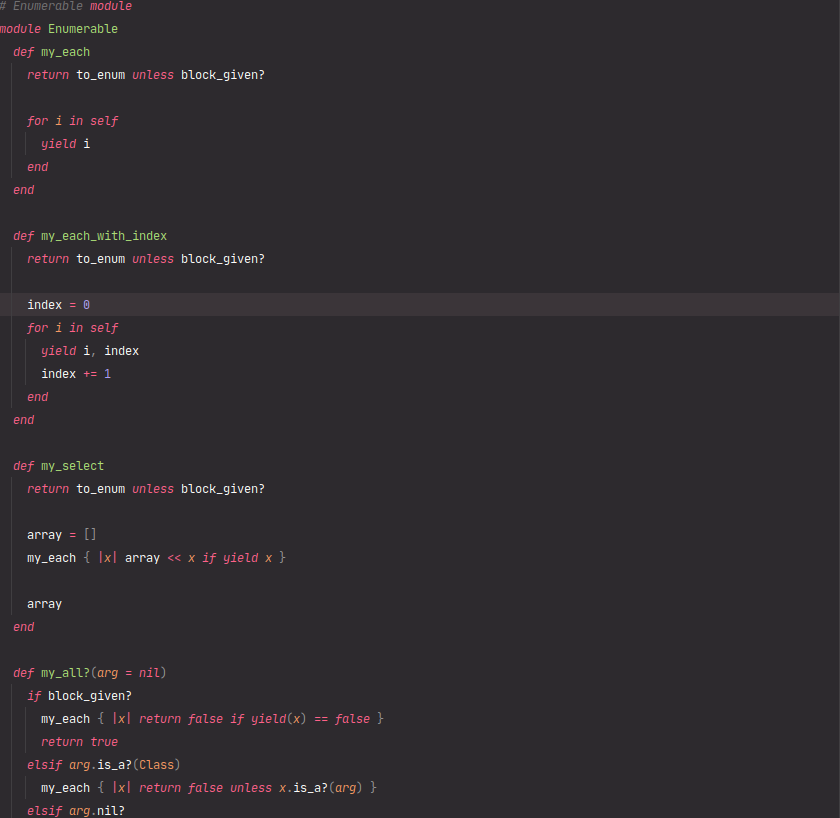 # Enumerable module
module Enumerable
  def my_each
    return to_enum unless block_given?

    for i in self
      yield i
    end
  end

  def my_each_with_index
    return to_enum unless block_given?

    index = 0
    for i in self
      yield i, index
      index += 1
    end
  end

  def my_select
    return to_enum unless block_given?

    array = []
    my_each { |x| array << x if yield x }

    array
  end

  def my_all?(arg = nil)
    if block_given?
      my_each { |x| return false if yield(x) == false }
      return true
    elsif arg.is_a?(Class)
      my_each { |x| return false unless x.is_a?(arg) }
    elsif arg.nil?